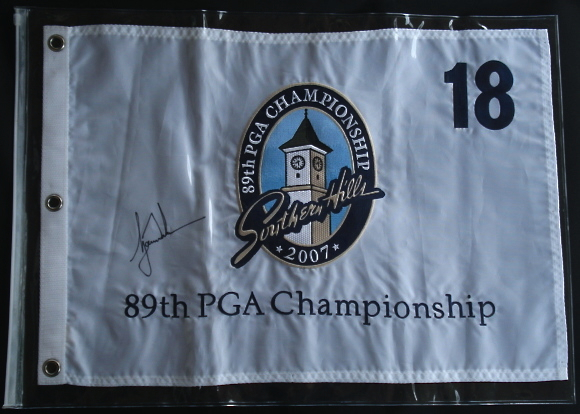 18
89th PGA CHAMPIONSHIP
Southern Hills
2007
89th PGA Championship